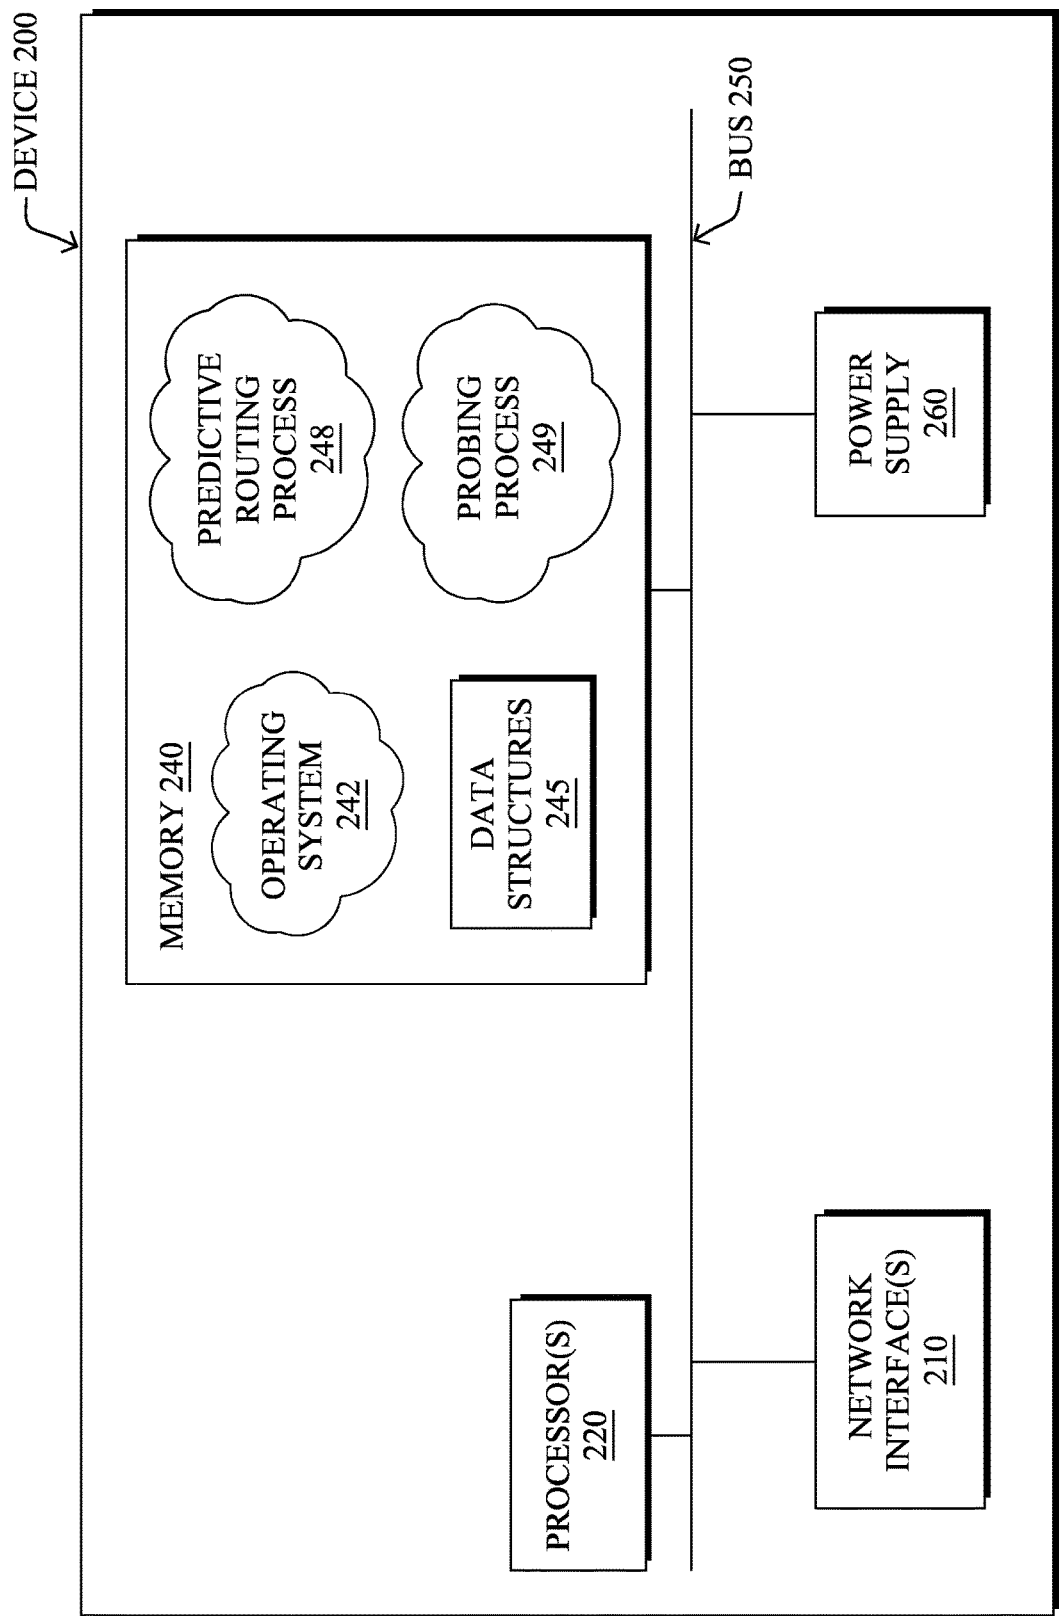 DEVICE 200
MEMORY 240
OPERATING
SYSTEM
242
PREDICTIVE
ROUTING
PROCESS
248
DATA
STRUCTURES
245
PROBING
PROCESS
249
PROCESSOR(S)
220
BUS 250
NETWORK
INTERFACE(S)
210
POWER
SUPPLY
260